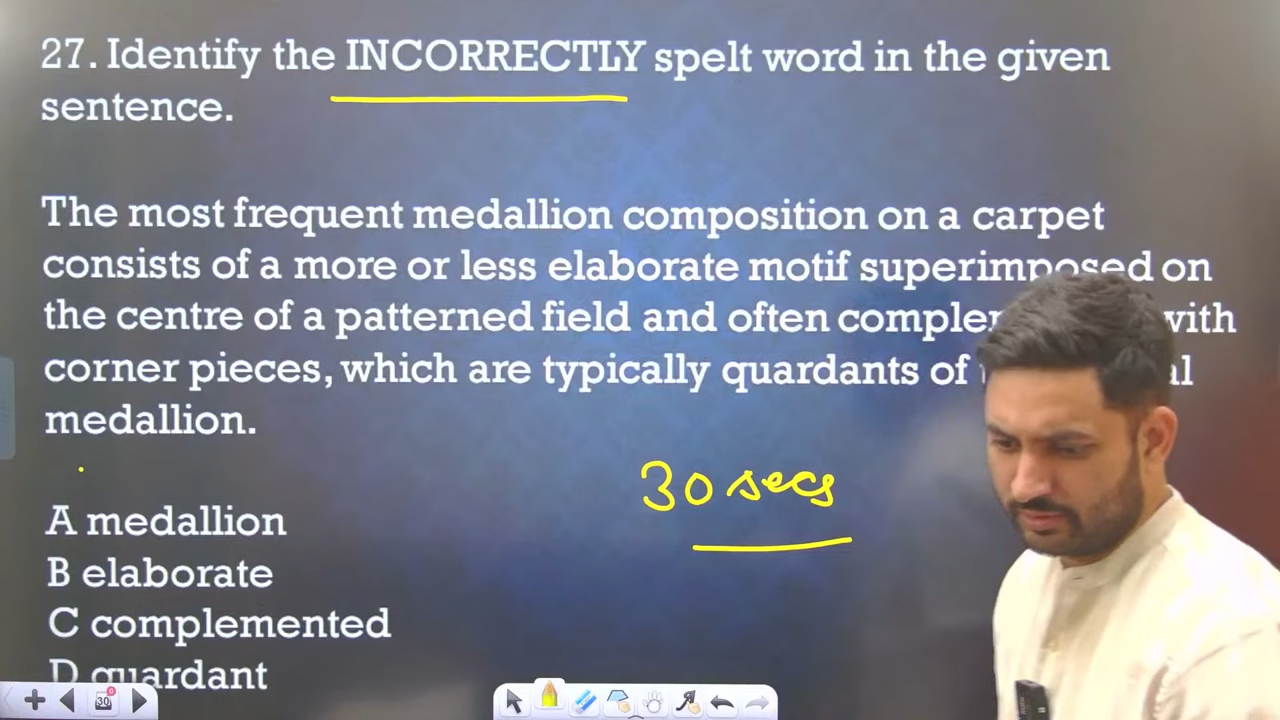 27. Identify the INCORRECTLY spelt word in the given
sentence.
The most frequent medallion composition on a carpet
consists of a more or less elaborate motif superimposed on
the centre of a patterned field and often with
corner pieces, which are typically quardants of
medallion.
30 secs
A medallion
B elaborate
C complemented
D quardant
30